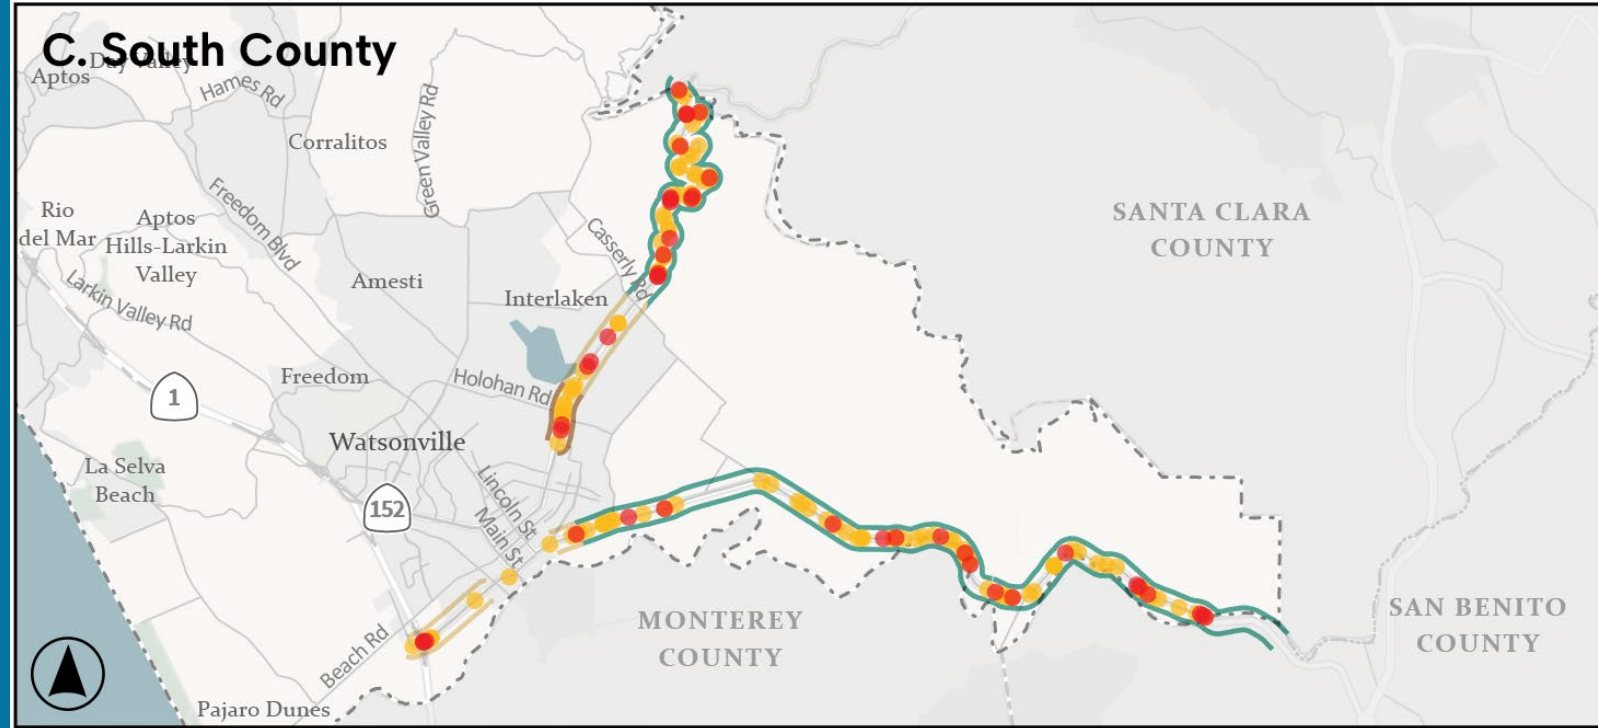 C. South County
Aptos
Day Valley
Hames Rd
Corralitos
Green Valley Rd
Freedom Blvd
Rio
del Mar
Aptos
Hills-Larkin
Valley
Larkin Valley Rd
Amesti
Casserly Rd
Interlaken
SANTA CLARA
COUNTY
Freedom
Holohan Rd
1
Watsonville
La Selva
Beach
152
Lincoln St
Main St
Beach Rd
Pajaro Dunes
MONTEREY
COUNTY
SAN BENITO
COUNTY